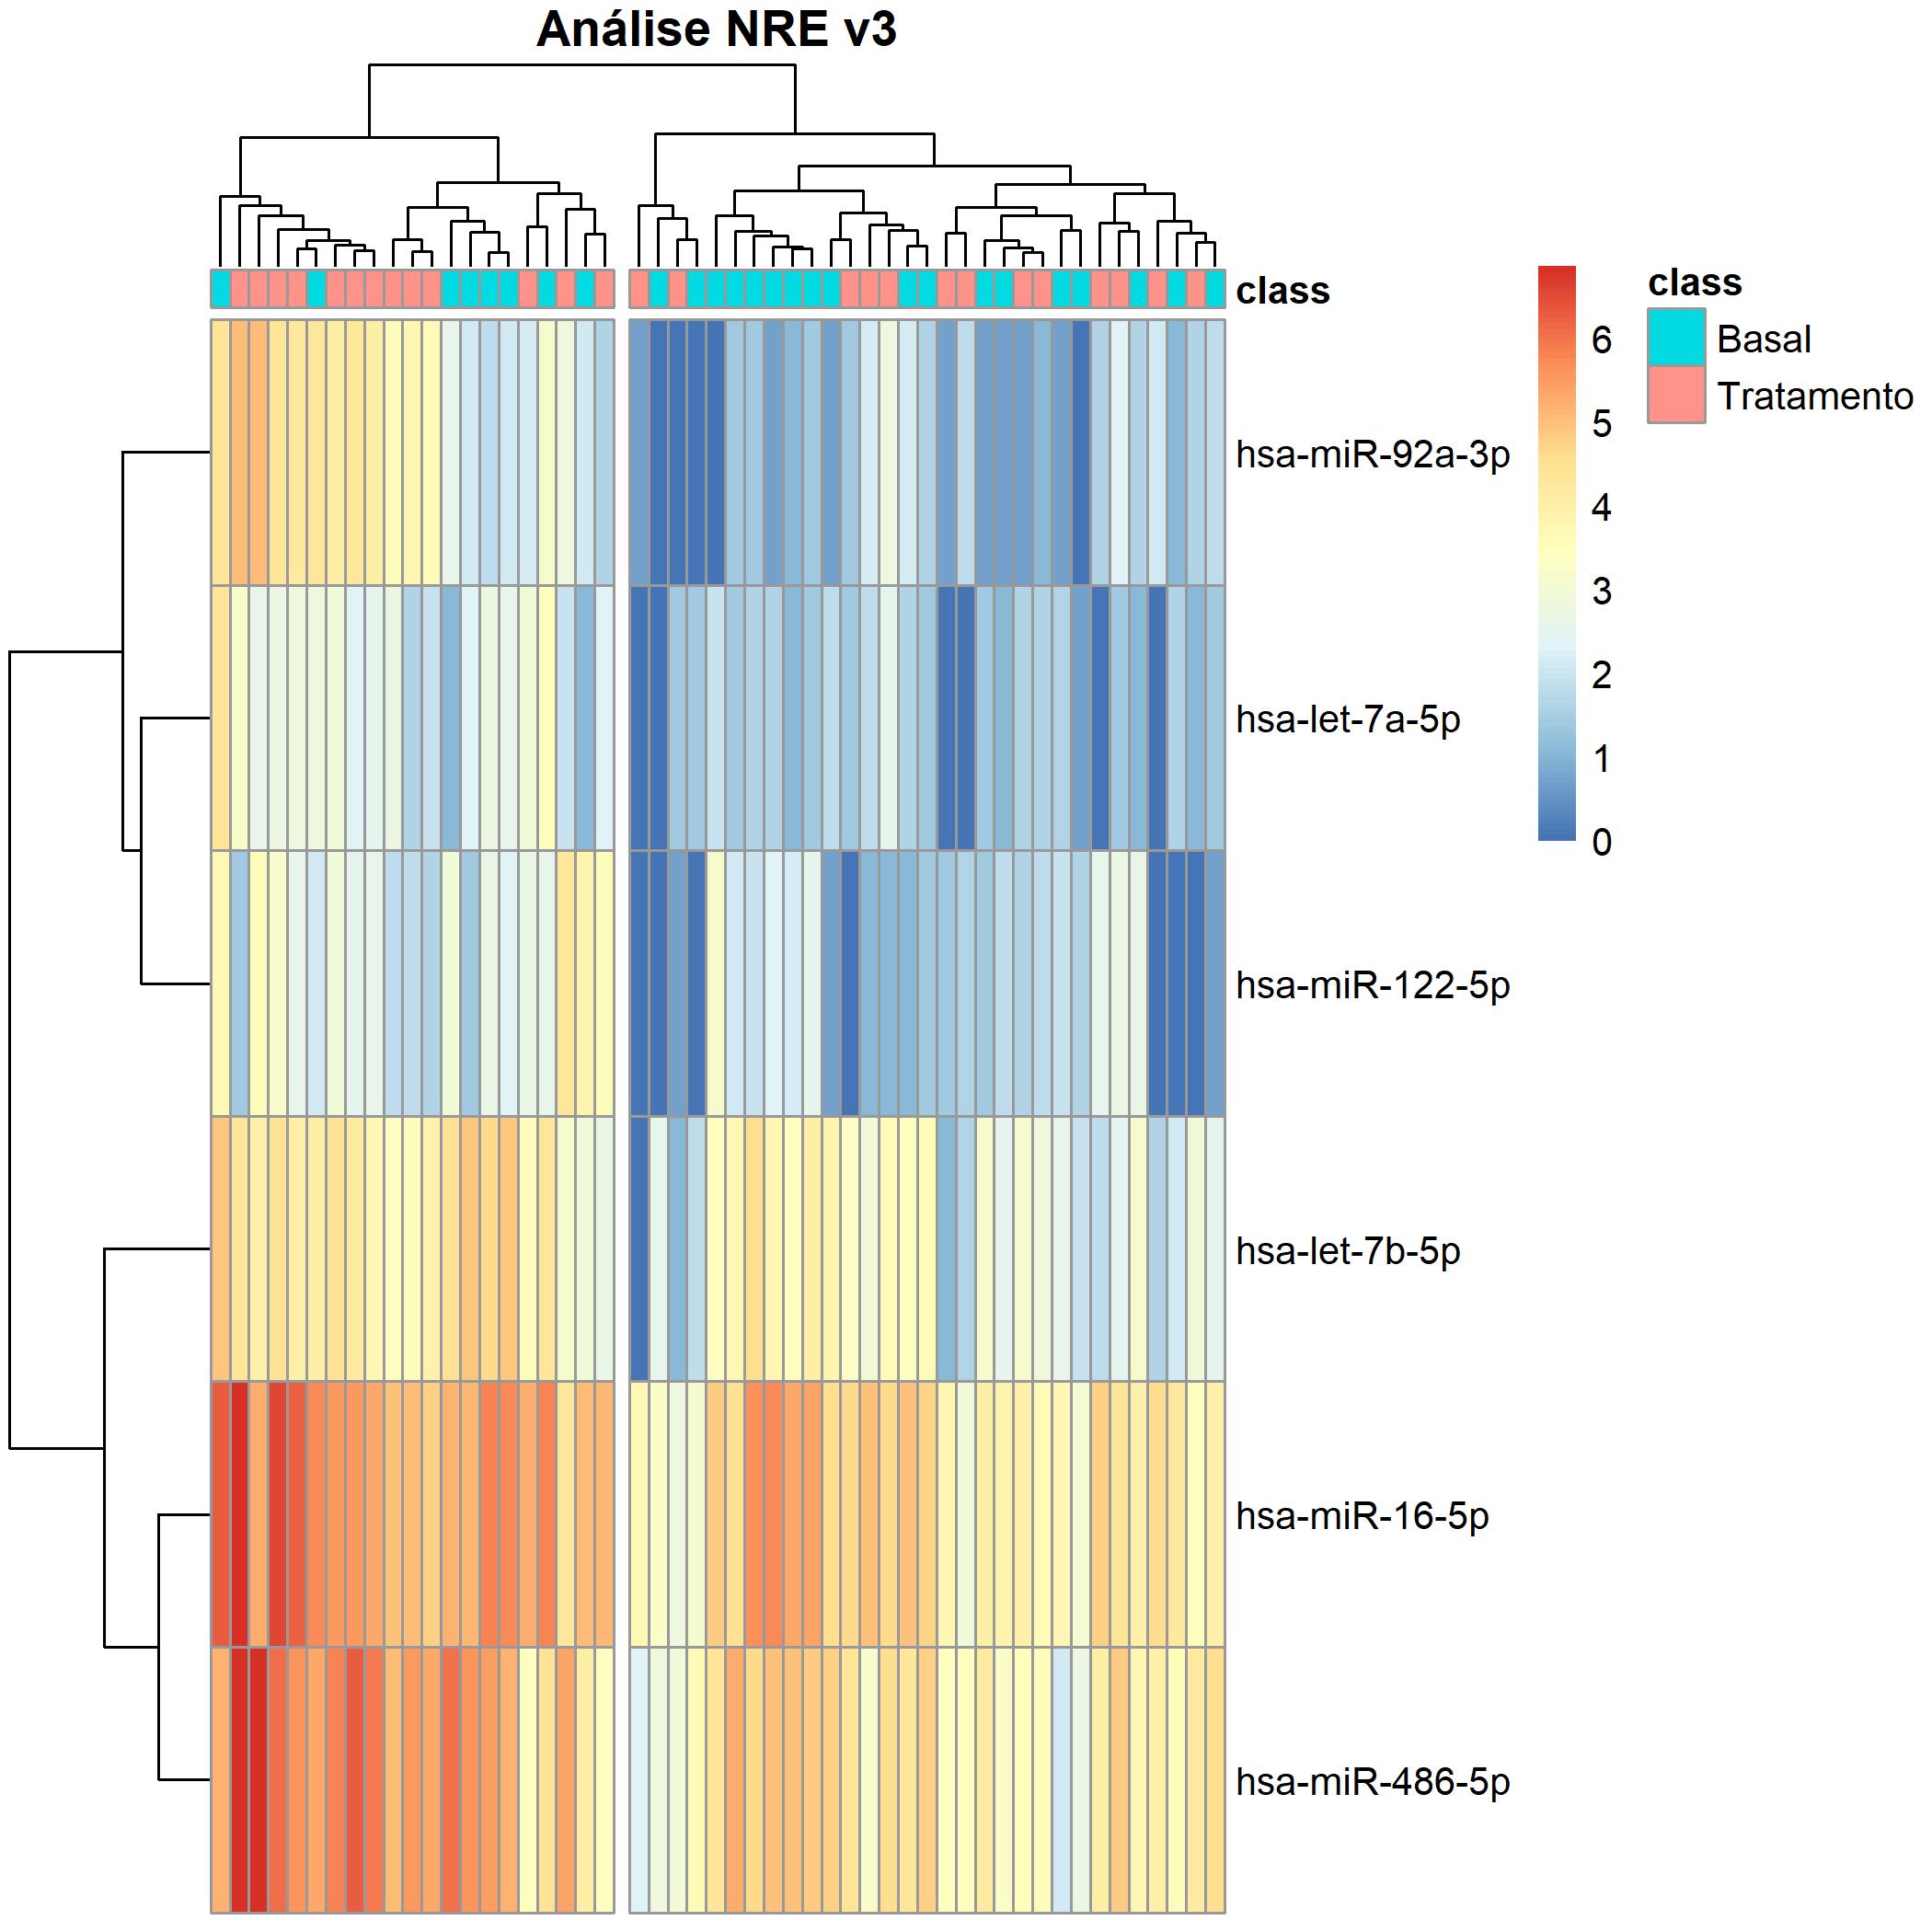 Análise NRE v3
class
hsa-miR-92a-3p
hsa-let-7a-5p
hsa-miR-122-5p
hsa-let-7b-5p
hsa-miR-16-5p
hsa-miR-486-5p
6
5
4
3
2
1
0
class
Basal
Tratamento